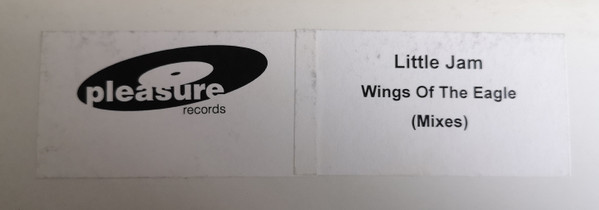 pleasure
records
Little Jam
Wings Of The Eagle
(Mixes)